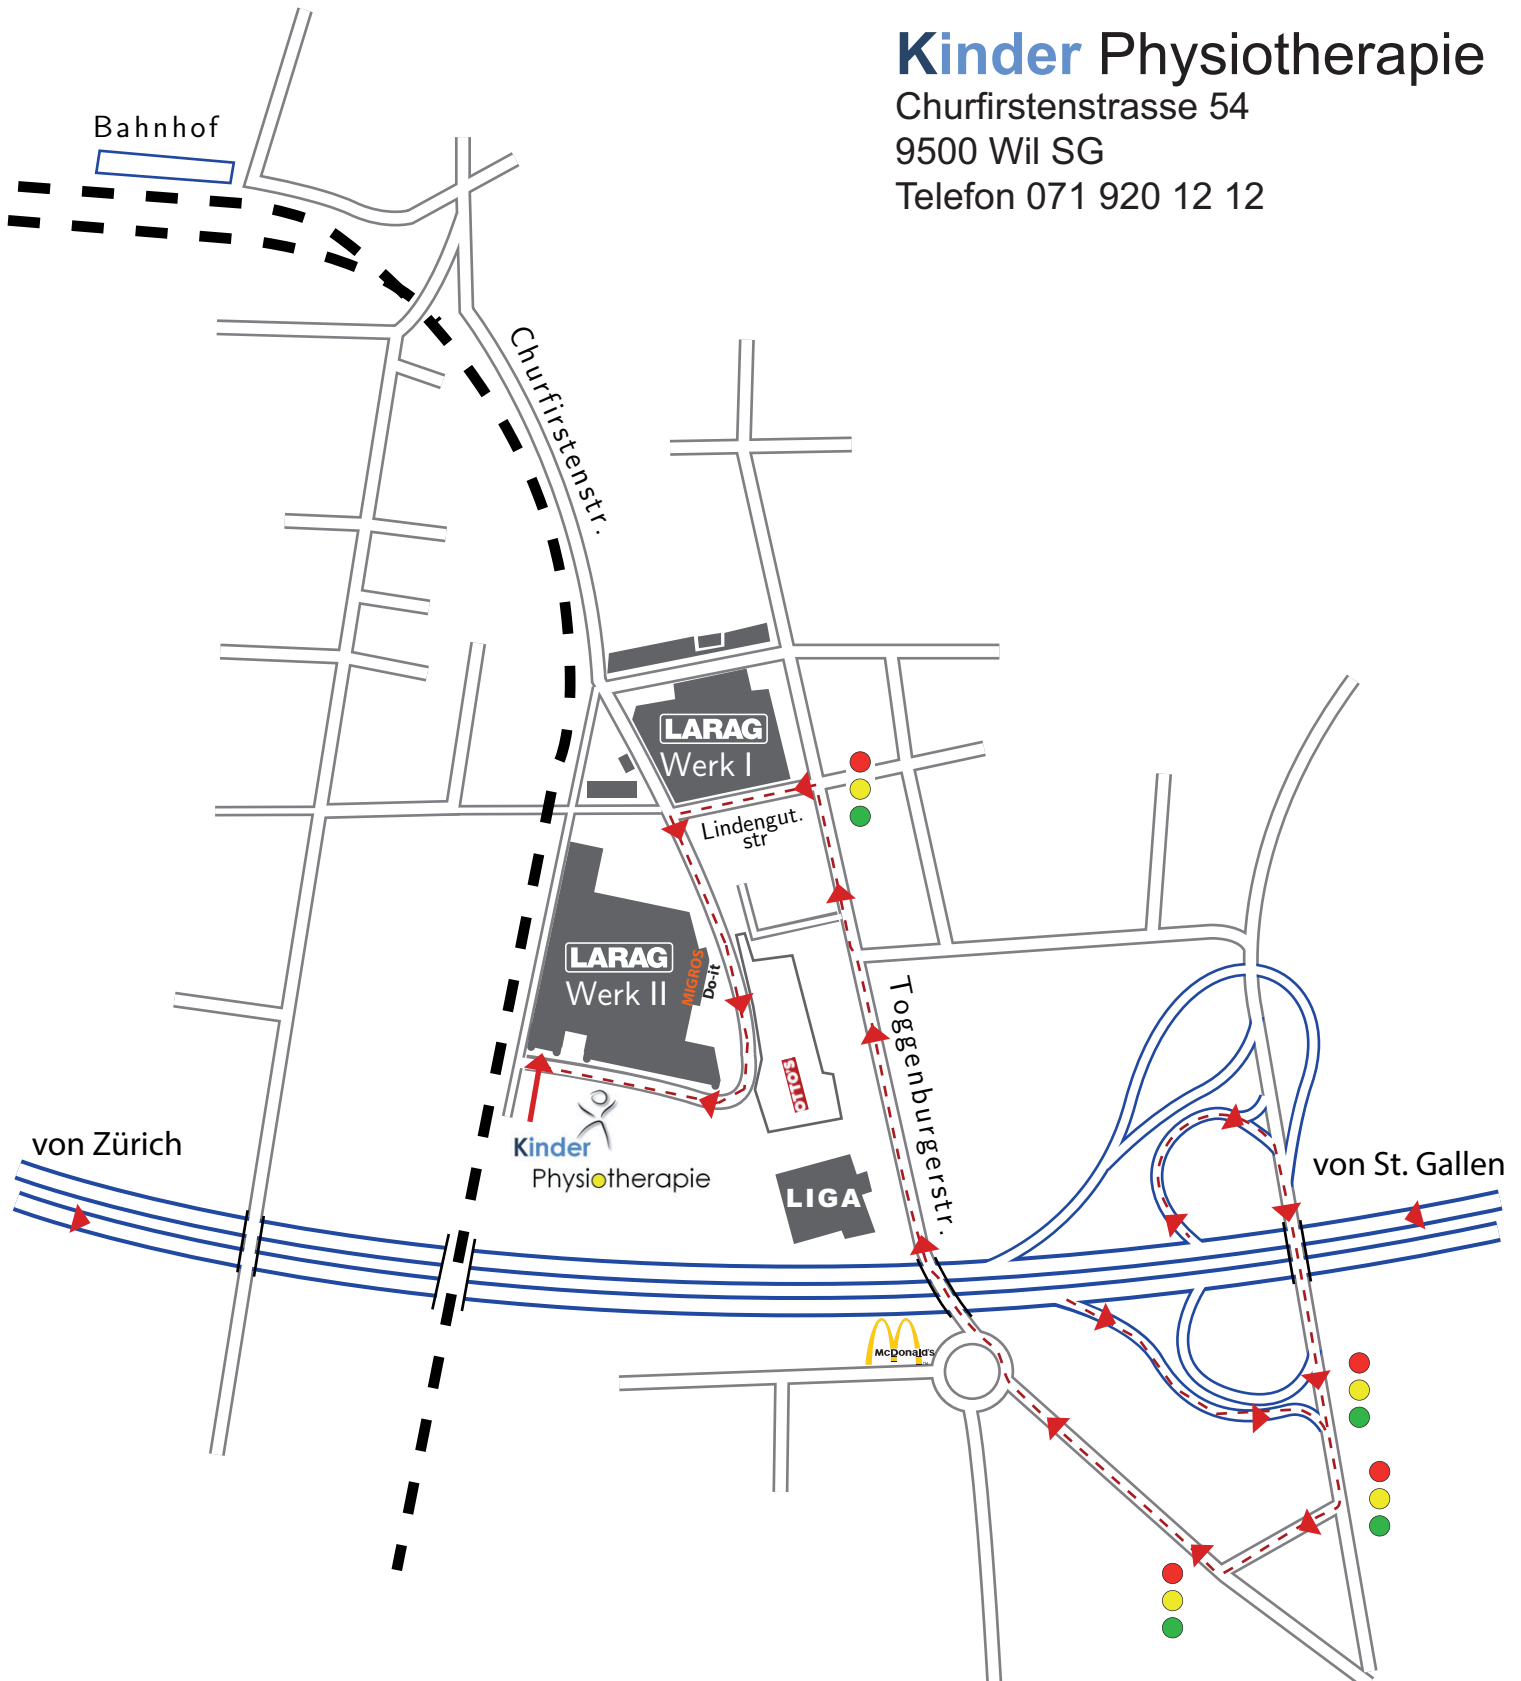 Kinder Physiotherapie
Churfirstenstrasse 54
9500 Wil SG
Telefon 071 920 12 12
Bahnhof
Churfirstenstr.
LARAG
Werk I
Lindengut.
str
LARAG
Werk II
MIGROS
Do-it
Toggenburgerstr.
Kinder
Physiotherapie
LIGA
von Zürich
von St. Gallen
McDonald's